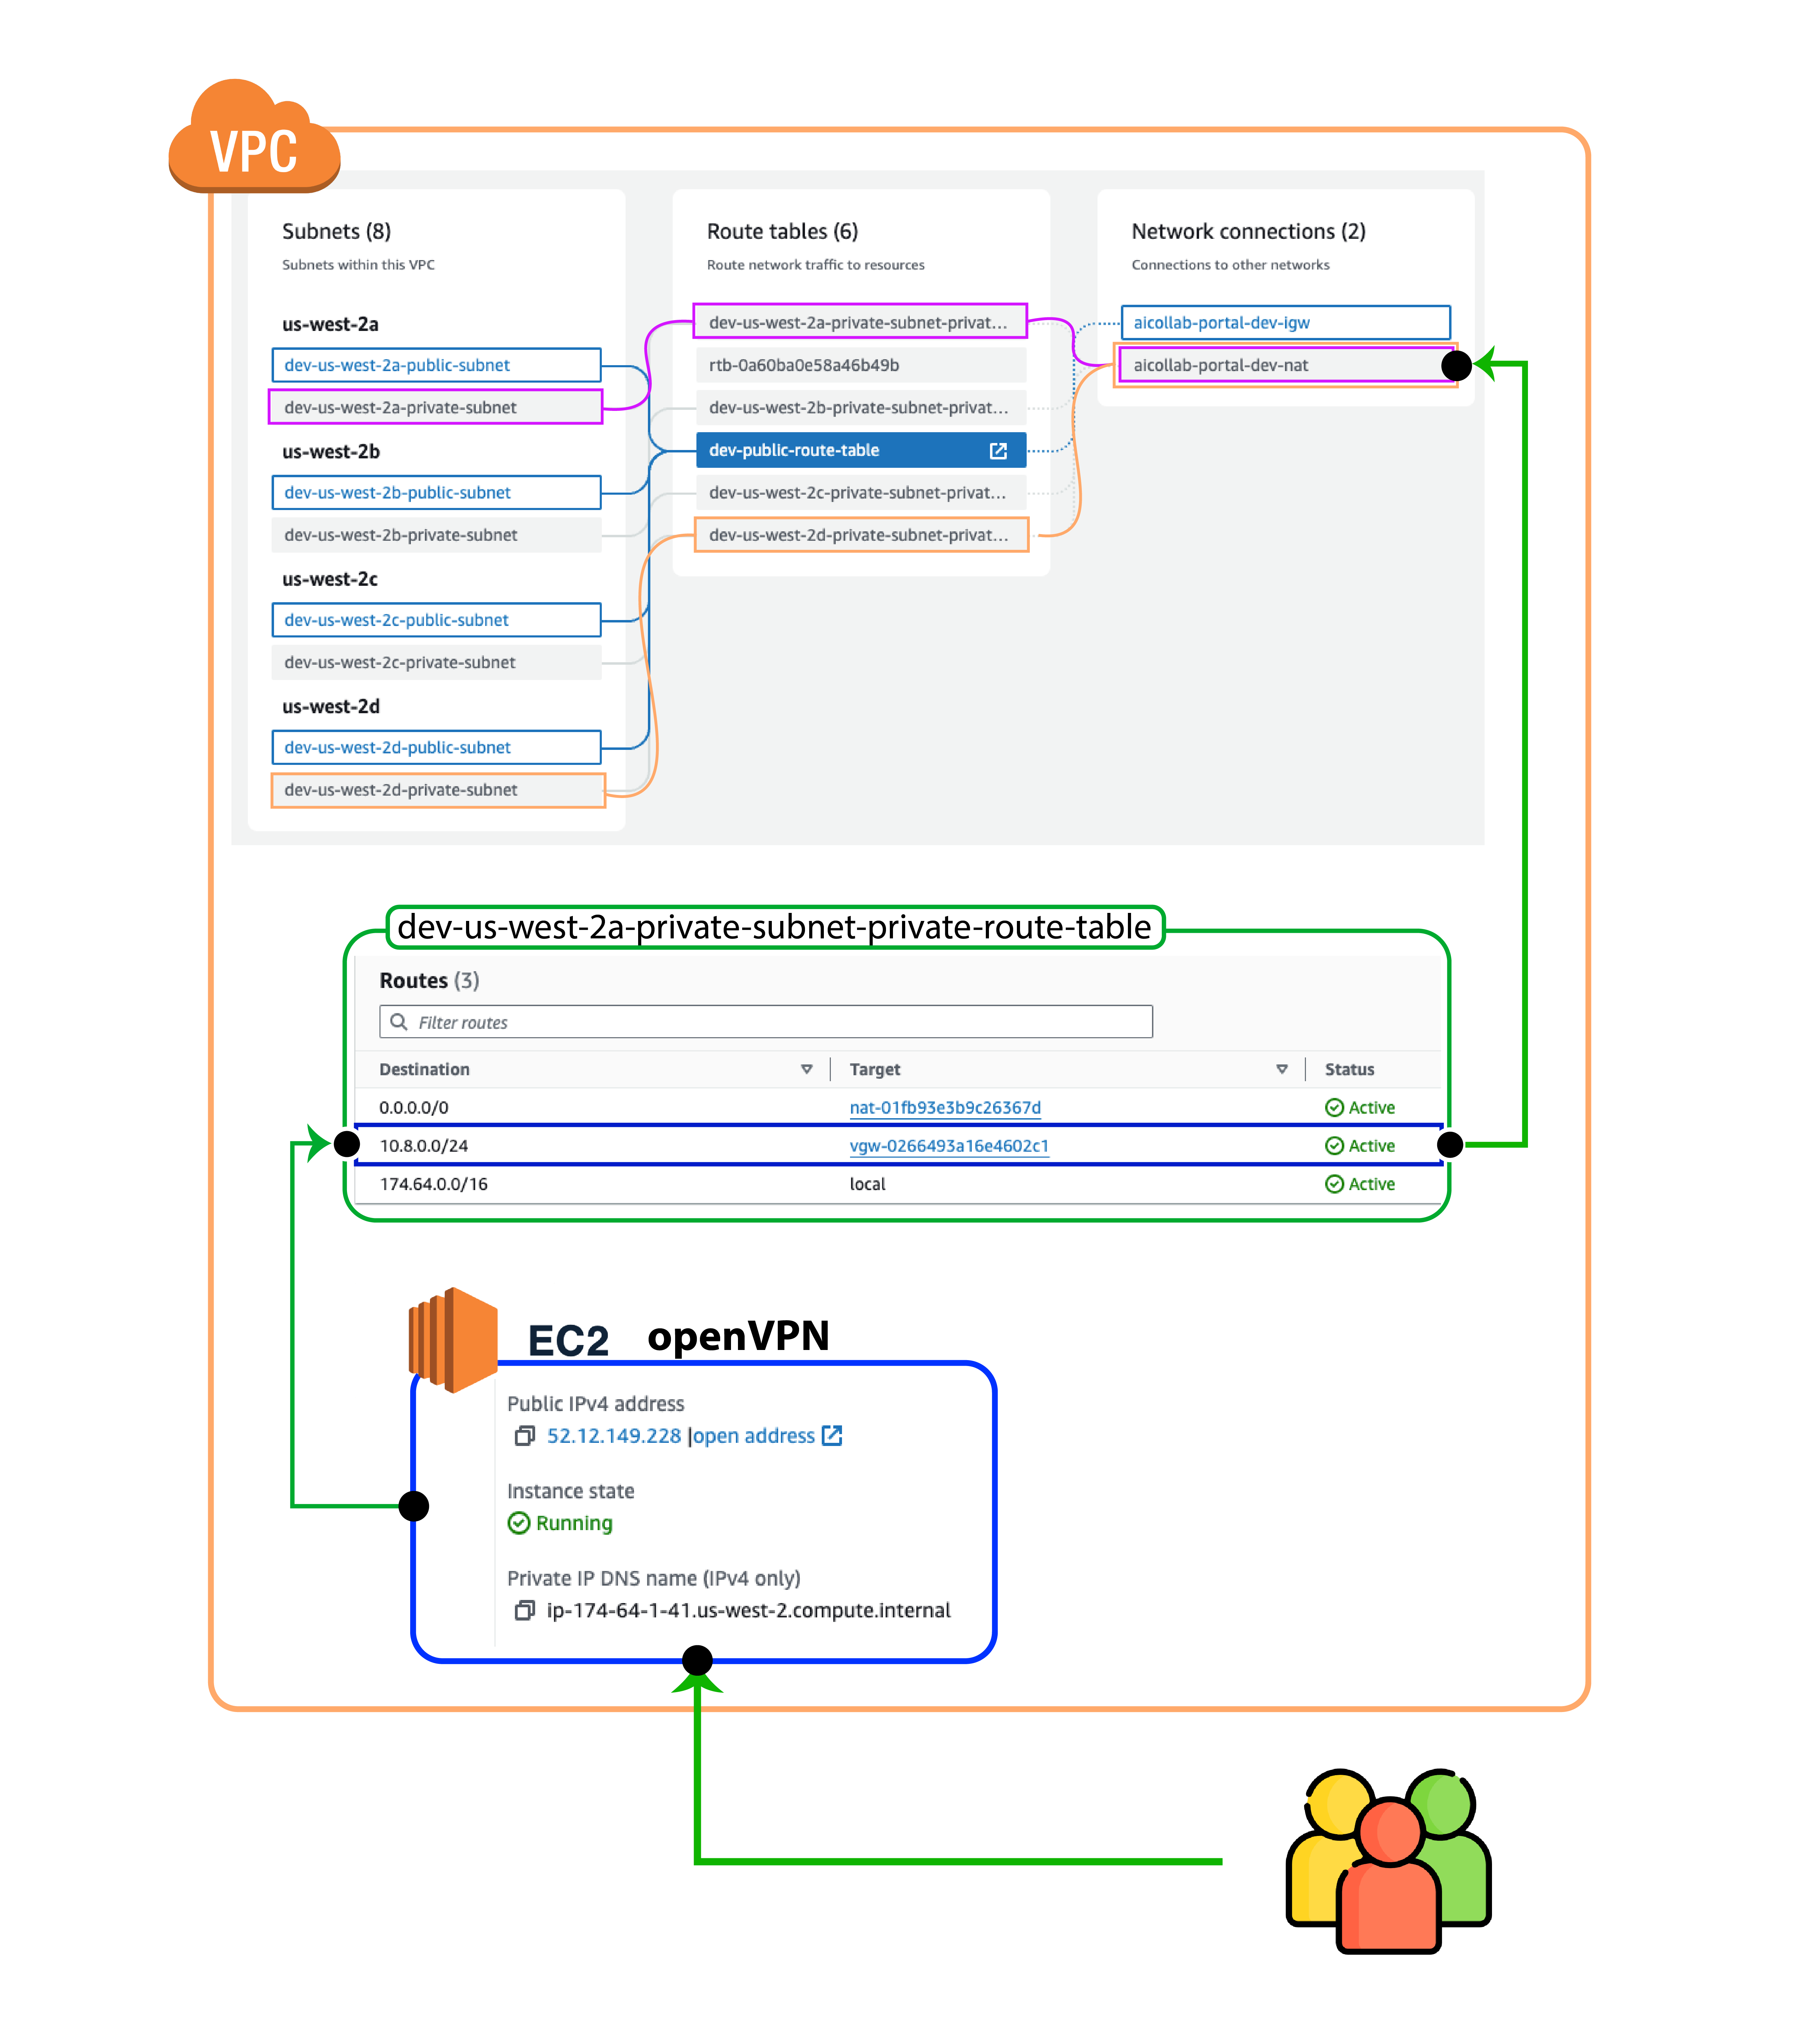 VPC
Subnets (8)
Subnets within this VPC
us-west-2a
dev-us-west-2a-public-subnet
dev-us-west-2a-private-subnet
us-west-2b
dev-us-west-2b-public-subnet
dev-us-west-2b-private-subnet
us-west-2c
dev-us-west-2c-public-subnet
dev-us-west-2c-private-subnet
us-west-2d
dev-us-west-2d-public-subnet
dev-us-west-2d-private-subnet
Route tables (6)
Route network traffic to resources
dev-us-west-2a-private-subnet-privat...
rtb-0a60ba0e58a46b49b
dev-us-west-2b-private-subnet-privat...
dev-public-route-table
dev-us-west-2c-private-subnet-privat...
dev-us-west-2d-private-subnet-privat...
Network connections (2)
Connections to other networks
aicollab-portal-dev-igw
aicollab-portal-dev-nat
dev-us-west-2a-private-subnet-private-route-table
Routes (3)
Filter routes
Destination Target Status
0.0.0.0/0 nat-01fb93e3b9c26367d Active
10.8.0.0/24 vgw-0266493a16e4602c1 Active
174.64.0.0/16 local Active
EC2 openVPN
Public IPv4 address
52.12.149.228 |open address
Instance state
Running
Private IP DNS name (IPv4 only)
ip-174-64-1-41.us-west-2.compute.internal